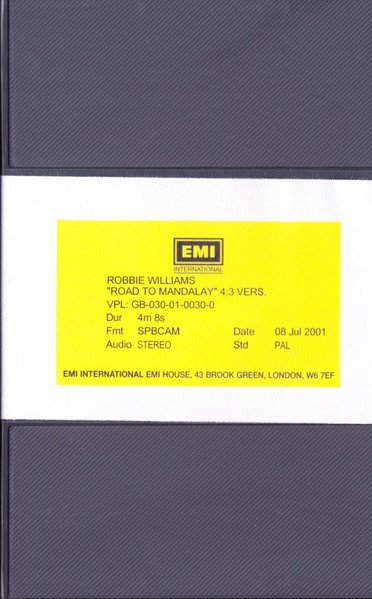 EMI
INTERNATIONAL
ROBBIE WILLIAMS
"ROAD TO MANDALAY" 4:3 VERS.
VPL: GB-030-01-0030-0
Dur 4m 8s
Fmt SPBCAM Date 08 Jul 2001
Audio STEREO Std PAL
EMI INTERNATIONAL EMI HOUSE, 43 BROOK GREEN, LONDON, W6 7EF